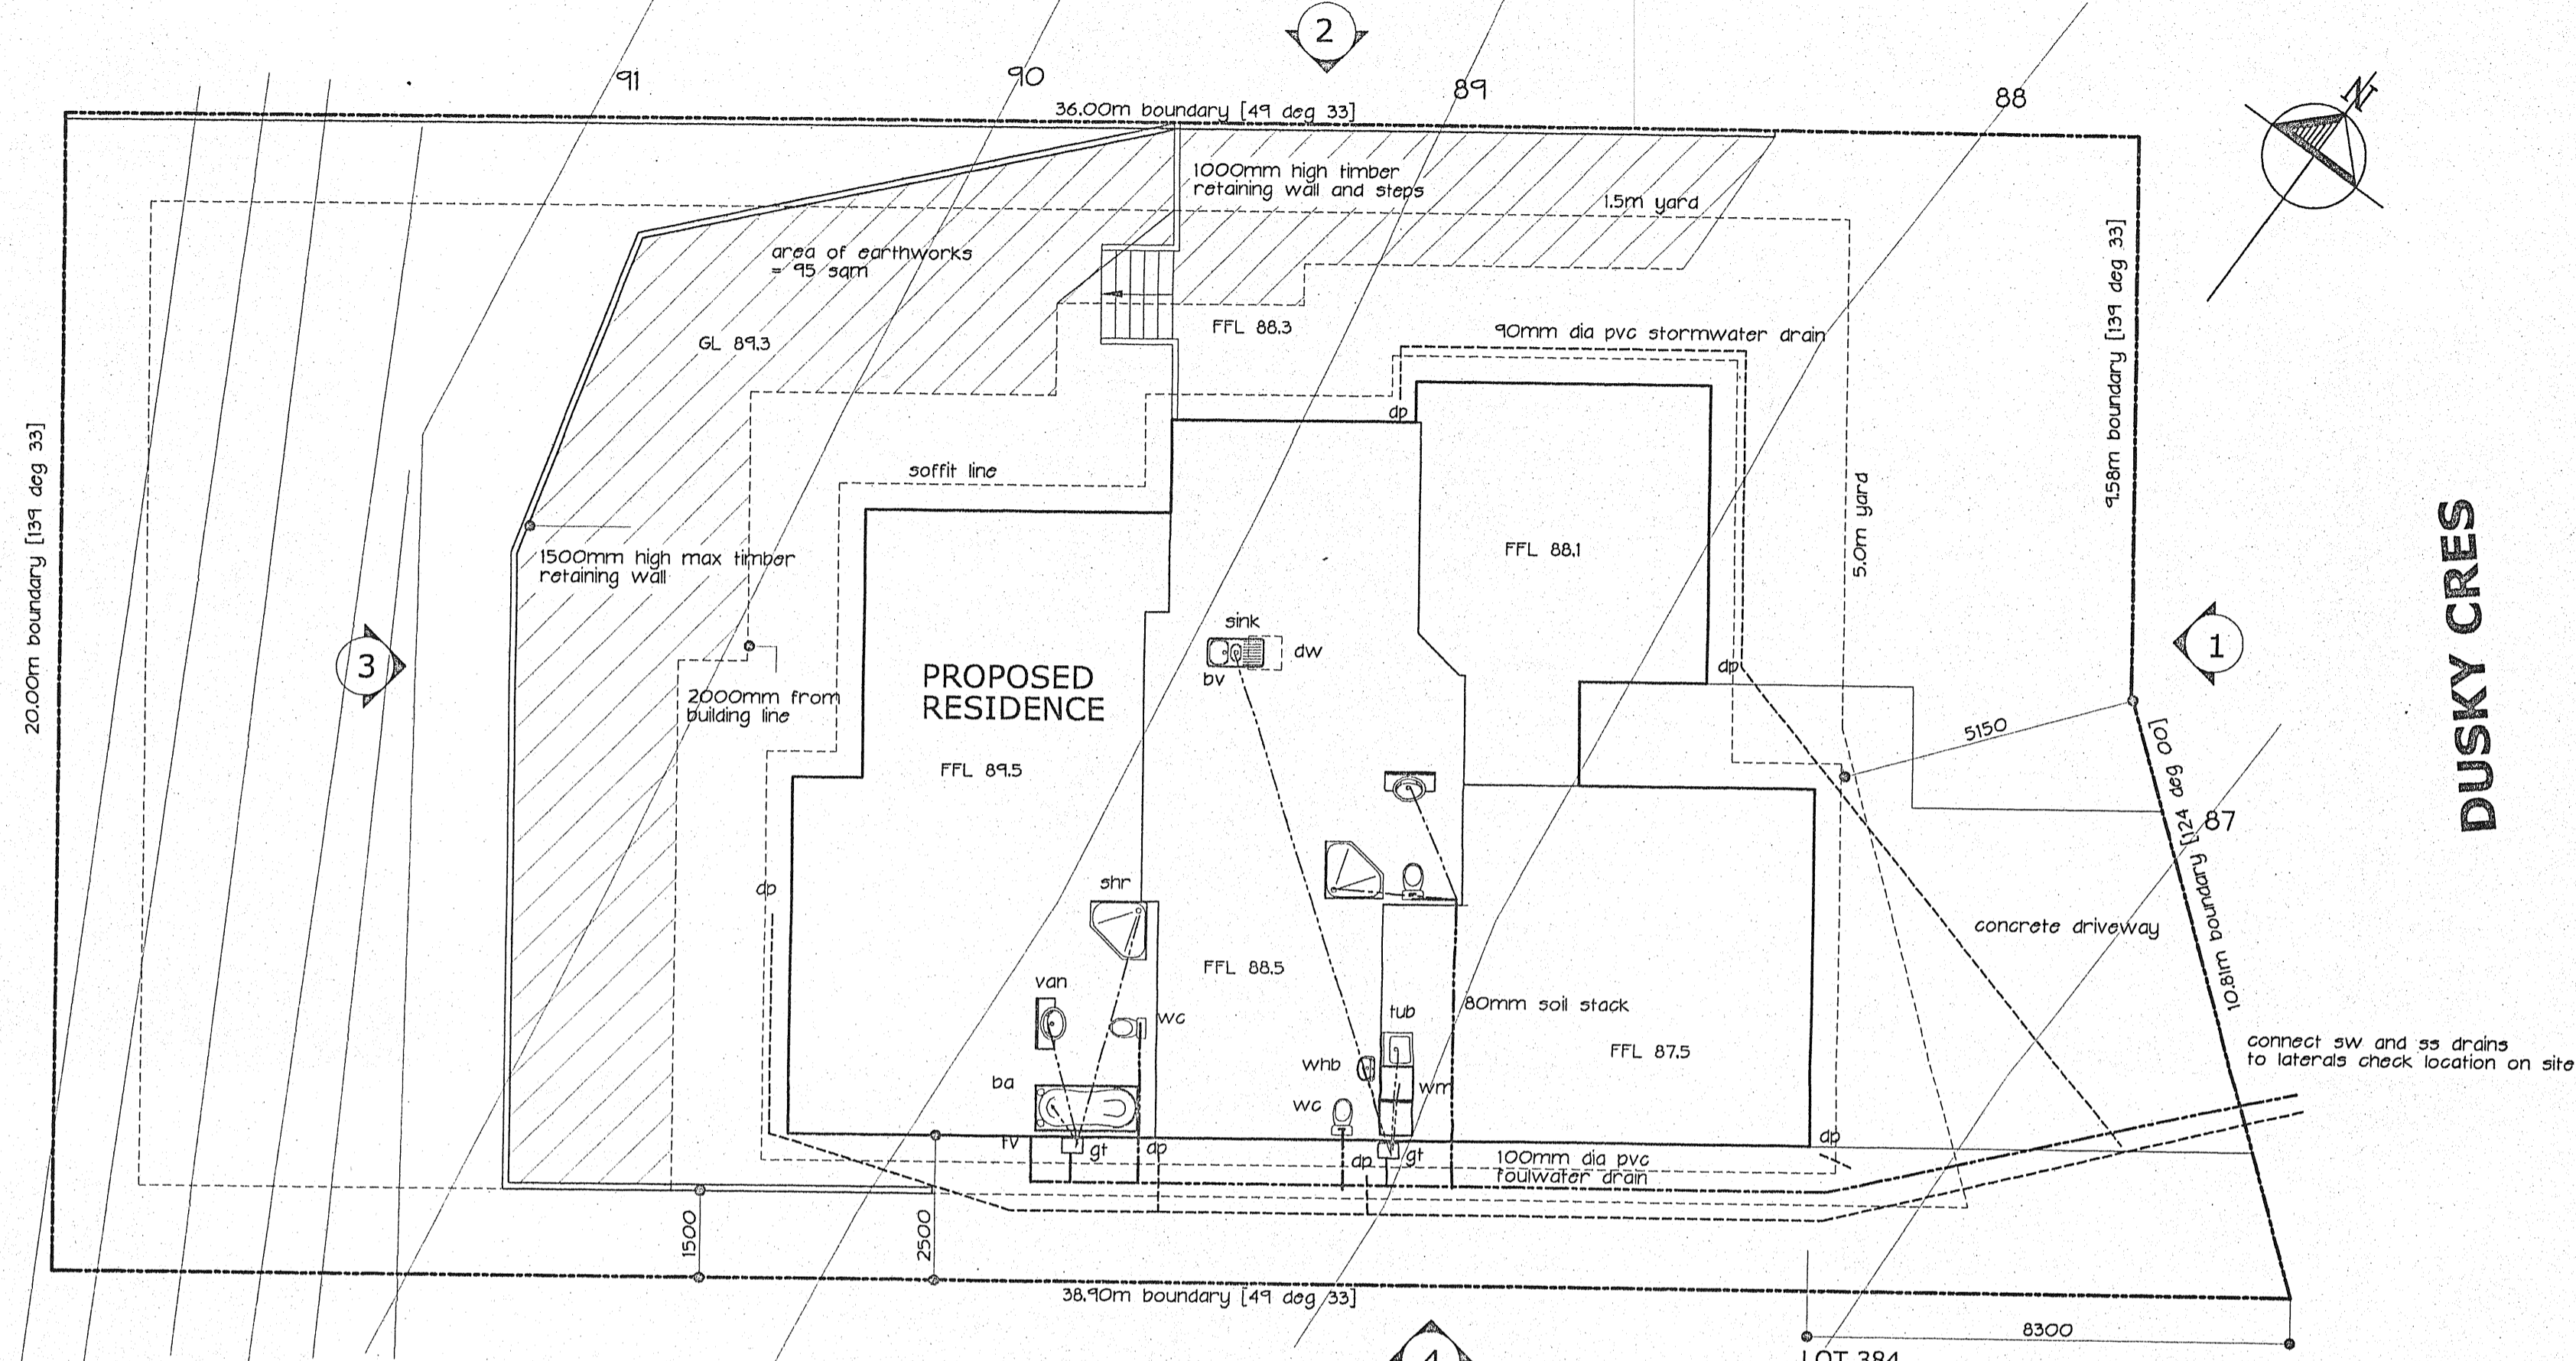 2
91
90
89
88
N
36.00m boundary [49 deg 33]
1000mm high timber
retaining wall and steps
1.5m yard
area of earthworks
= 95 sqm
9.58m boundary [139 deg 33]
GL 89.3
FFL 88.3
90mm dia pvc stormwater drain
dp
soffit line
20.00m boundary [139 deg 33]
5.0m yard
DUSKY CRES
1500mm high max timber
retaining wall
FFL 88.1
sink
dw
bv
3
1
PROPOSED
RESIDENCE
2000mm from
building line
dp
5150
FFL 89.5
10.81m boundary [124 deg 00]
87
dp
shr
concrete driveway
FFL 88.5
van
wc
80mm soil stack
tub
FFL 87.5
connect sw and ss drains
to laterals check location on site
whb
ba
wm
wc
tv
gt
dp
dp
gt
dp
100mm dia pvc
foulwater drain
1500
2500
38.90m boundary [49 deg 33]
8300
4
LOT 384